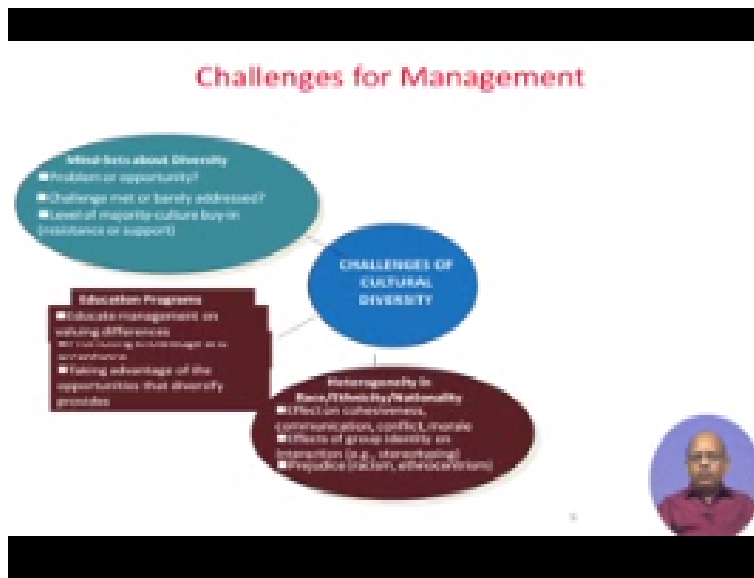 Challenges for Management
Mind-Sets about Diversity
■Problem or opportunity?
■Challenge met or barely addressed?
■Level of majority-culture buy-in
(resistance or support)
CHALLENGES OF
CULTURAL
DIVERSITY
Education Programs
■Educate management on
valuing differences
■Taking advantage of the
opportunities that diversify
provides
Heterogeneity in
Race/Ethnicity/Nationality
■Effect on cohesiveness,
communication, conflict, morale
■Effects of group identity on
interaction (e.g., stereotyping)
■Prejudice (racism, ethnocentrism)